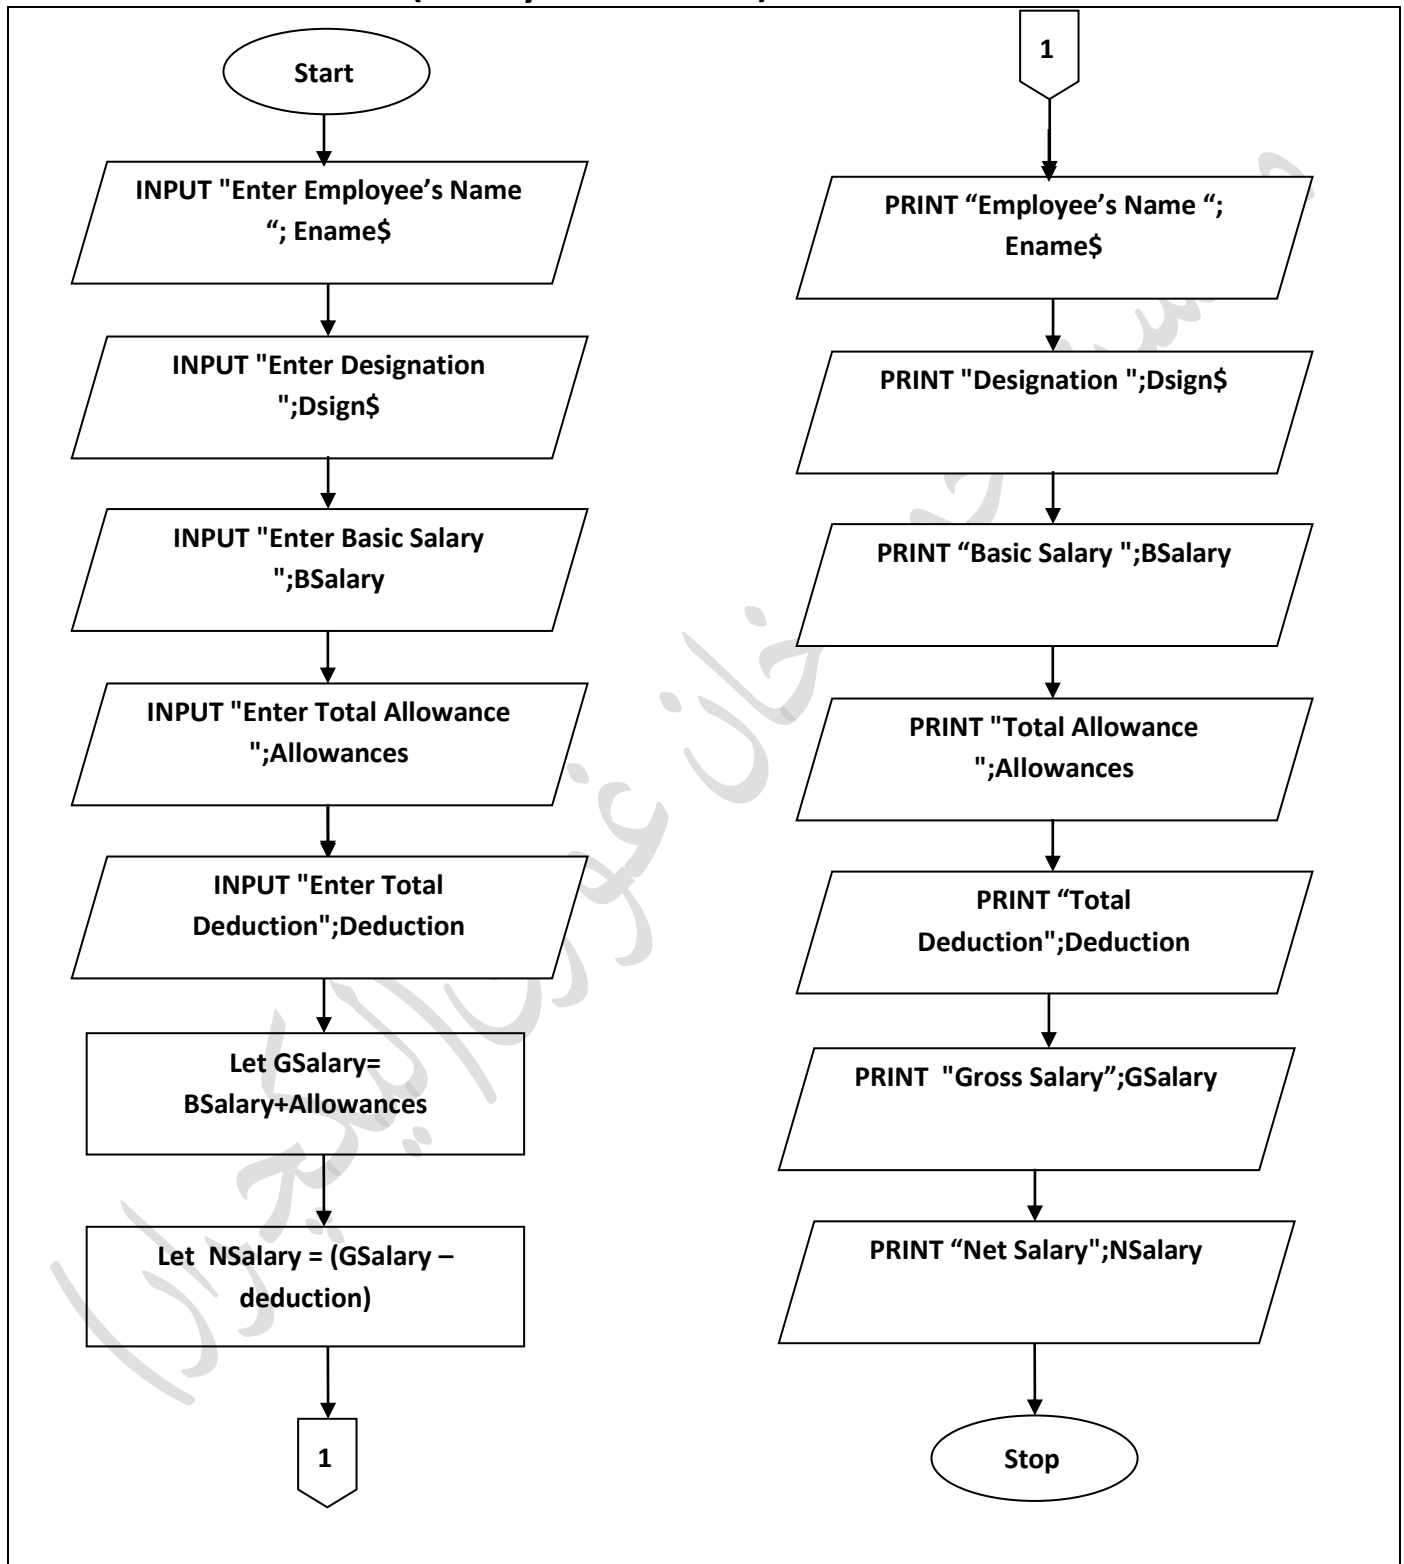 Start
INPUT "Enter Employee’s Name
“; Ename$
INPUT "Enter Designation
";Dsign$
INPUT "Enter Basic Salary
";BSalary
INPUT "Enter Total Allowance
";Allowances
INPUT "Enter Total
Deduction";Deduction
Let GSalary=
BSalary+Allowances
Let  NSalary = (GSalary –
deduction)
1
1
PRINT “Employee’s Name “;
Ename$
PRINT "Designation ";Dsign$
PRINT “Basic Salary ";BSalary
PRINT "Total Allowance
";Allowances
PRINT “Total
Deduction";Deduction
PRINT  "Gross Salary”;GSalary
PRINT “Net Salary";NSalary
Stop